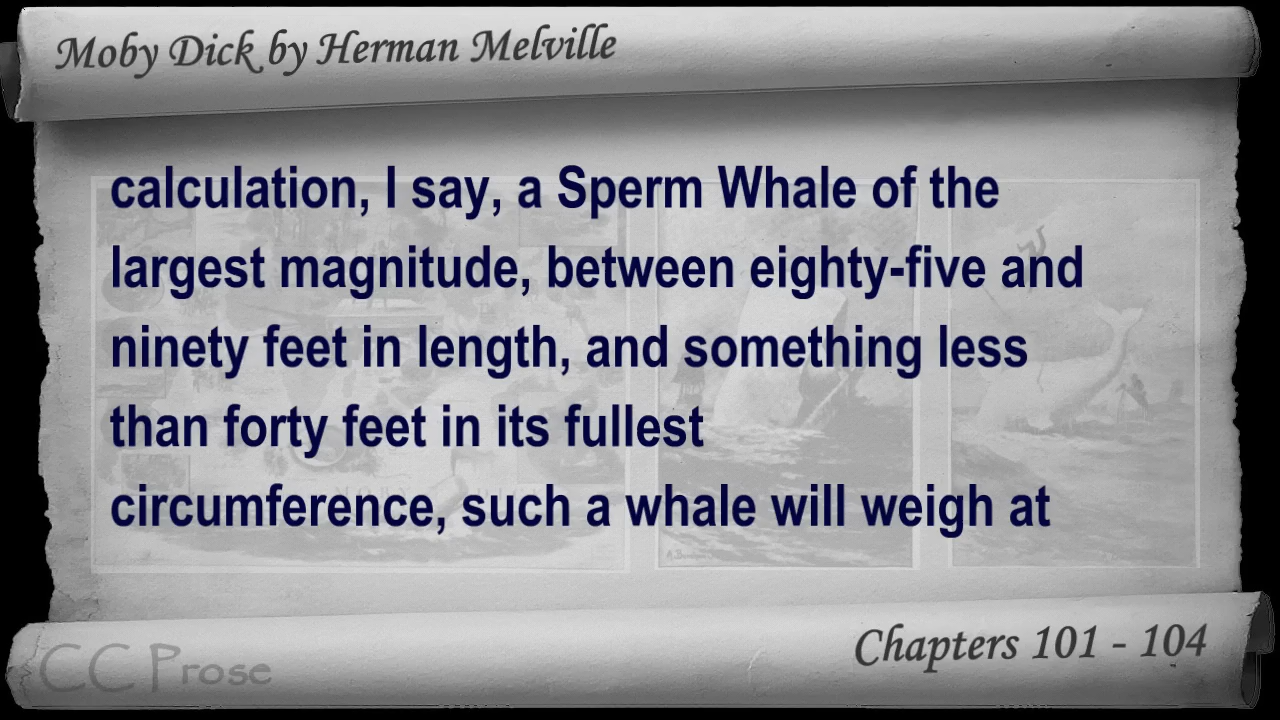 Moby Dick by Herman Melville
calculation, I say, a Sperm Whale of the
largest magnitude, between eighty-five and
ninety feet in length, and something less
than forty feet in its fullest
circumference, such a whale will weigh at
Chapters 101 - 104
CC Prose